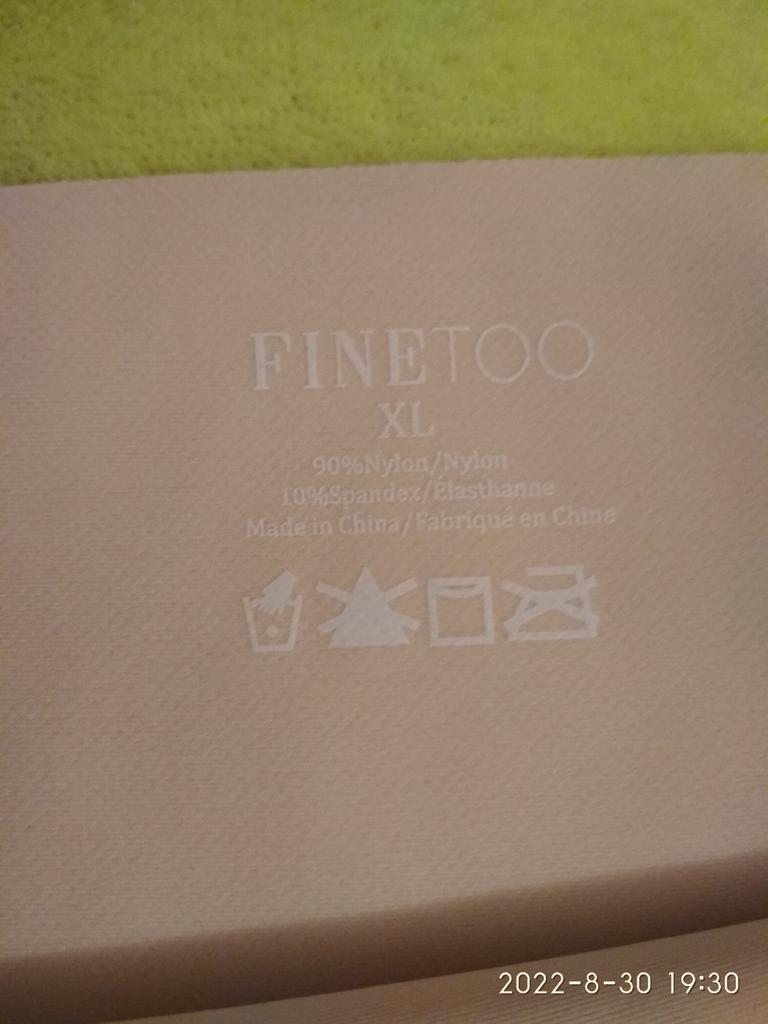 FINETOO
XL
90%Nylon/Nylon
10%Spandex/Élasthanne
Made in China/Fabriqué en Chine
2022-8-30 19:30